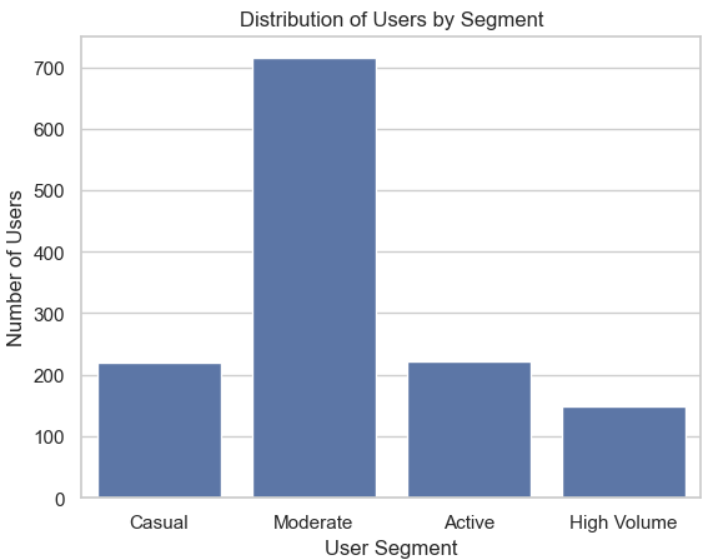 Distribution of Users by Segment
Number of Users
700
600
500
400
300
200
100
0
Casual Moderate Active High Volume
User Segment